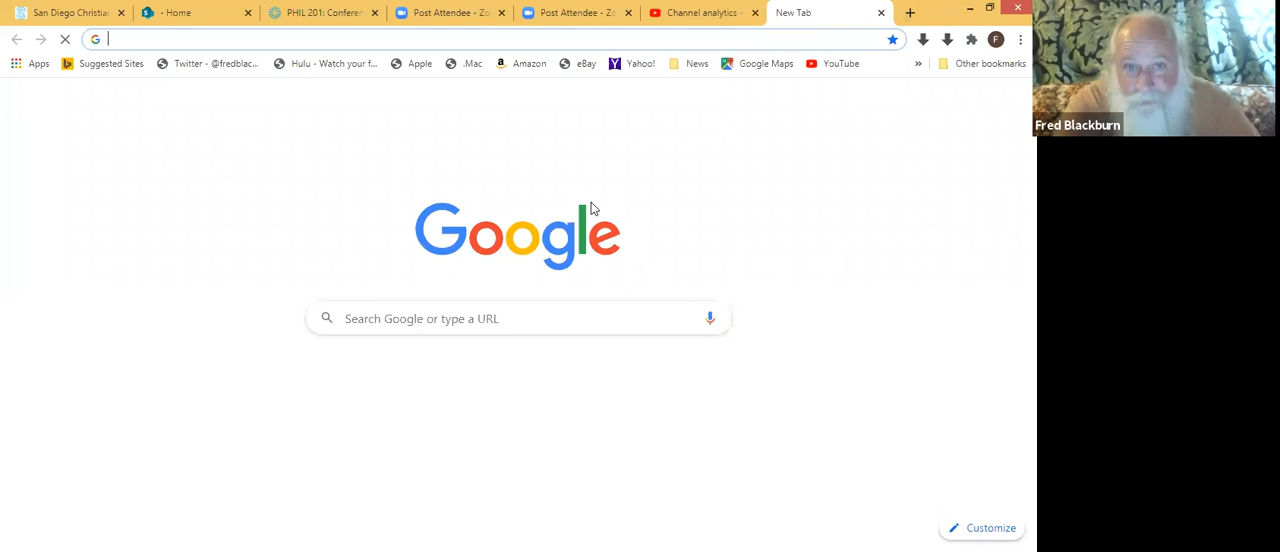 San Diego Christia
- Home
PHIL 201: Conferen
Post Attendee - Zo
Post Attendee - Zo
Channel analytics -
New Tab
Apps
Suggested Sites
Twitter - @fredblac...
Hulu - Watch your f...
Apple
.Mac
Amazon
eBay
Yahoo!
News
Google Maps
YouTube
»
Other bookmarks
F
Fred Blackburn
Google
Search Google or type a URL
Customize